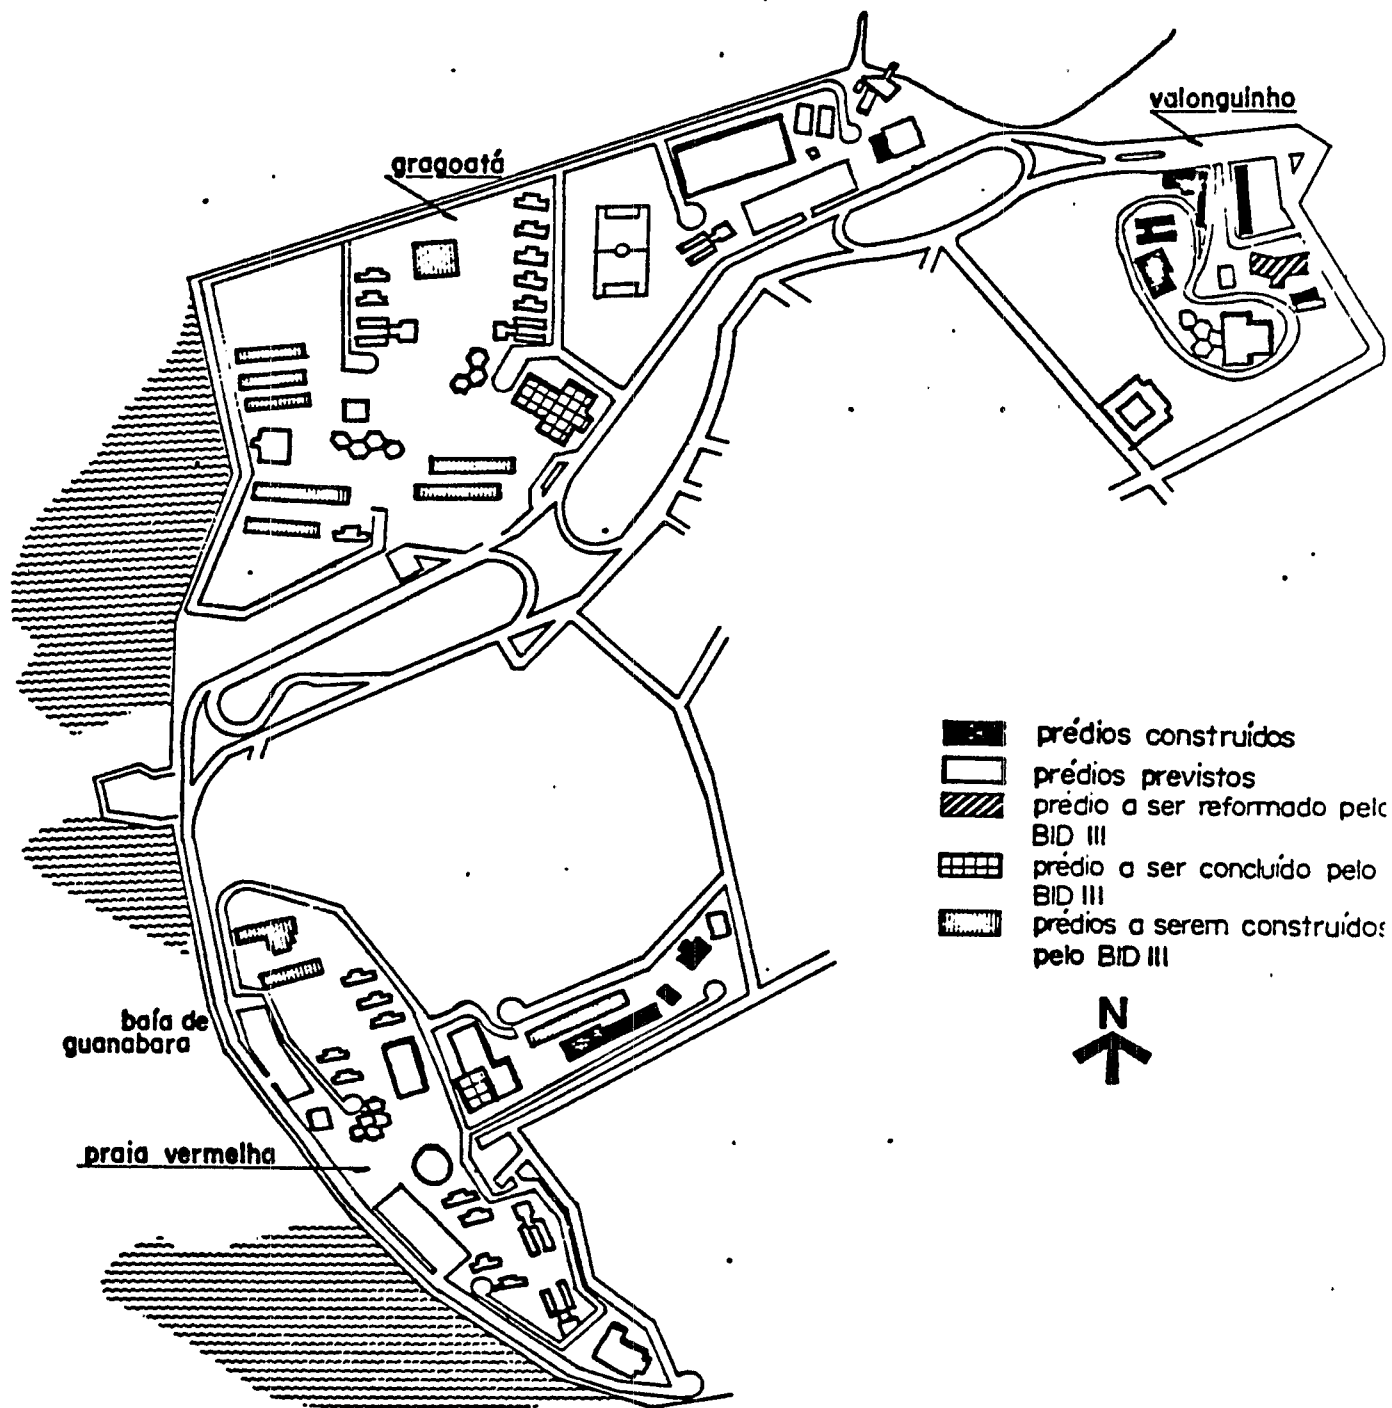 valonguinho
gragoatá
prédios construídos
prédios previstos
prédio a ser reformado pelo
BID III
prédio a ser concluído pelo
BID III
prédios a serem construídos
pelo BID III
N
baía de
guanabara
praia vermelha